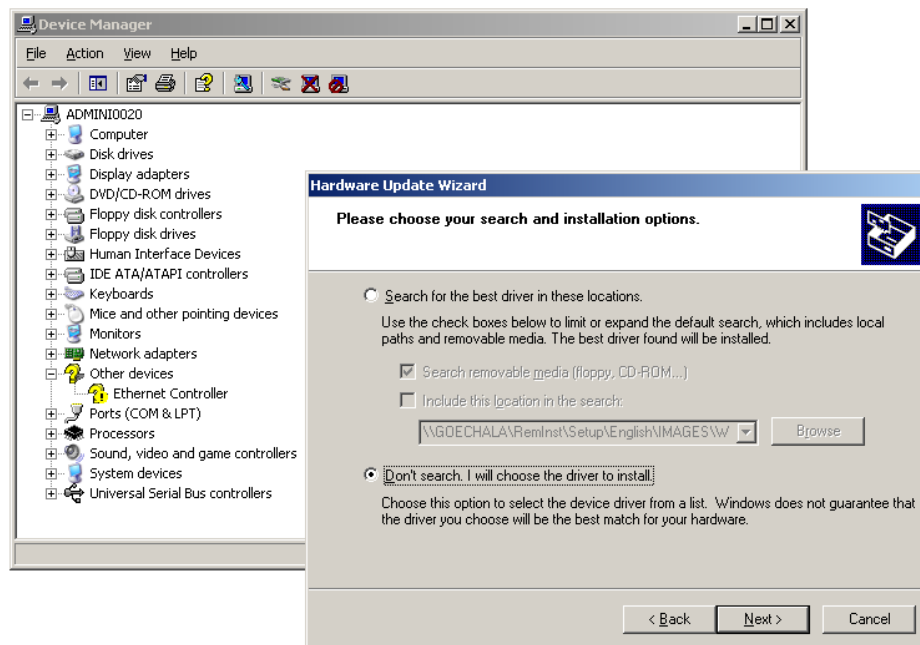 Device Manager
File Action View Help
ADMINI0020
Computer
Disk drives
Display adapters
DVD/CD-ROM drives
Floppy disk controllers
Floppy disk drives
Human Interface Devices
IDE ATA/ATAPI controllers
Keyboards
Mice and other pointing devices
Monitors
Network adapters
Other devices
Ethernet Controller
Ports (COM & LPT)
Processors
Sound, video and game controllers
System devices
Universal Serial Bus controllers
Hardware Update Wizard
Please choose your search and installation options.
Search for the best driver in these locations.
Use the check boxes below to limit or expand the default search, which includes local
paths and removable media. The best driver found will be installed.
Search removable media (floppy, CD-ROM...)
Include this location in the search:
\\GOECHALA\RemInst\Setup\English\IMAGES\W
Browse
Don't search. I will choose the driver to install.
Choose this option to select the device driver from a list. Windows does not guarantee that
the driver you choose will be the best match for your hardware.
< Back Next > Cancel